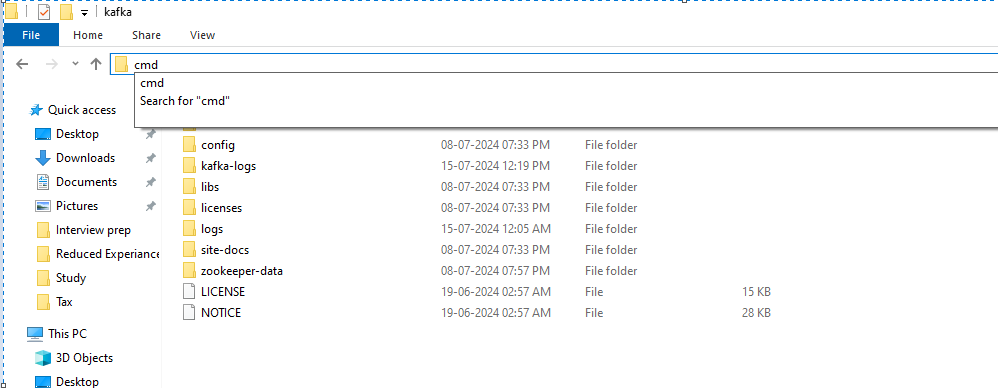 kafka
File Home Share View
cmd
cmd
Search for "cmd"
Quick access
Desktop
Downloads
Documents
Pictures
Interview prep
Reduced Experiance
Study
Tax
This PC
3D Objects
Desktop
config 08-07-2024 07:33 PM File folder
kafka-logs 15-07-2024 12:19 PM File folder
libs 08-07-2024 07:33 PM File folder
licenses 08-07-2024 07:33 PM File folder
logs 15-07-2024 12:05 AM File folder
site-docs 08-07-2024 07:33 PM File folder
zookeeper-data 08-07-2024 07:57 PM File folder
LICENSE 19-06-2024 02:57 AM File 15 KB
NOTICE 19-06-2024 02:57 AM File 28 KB